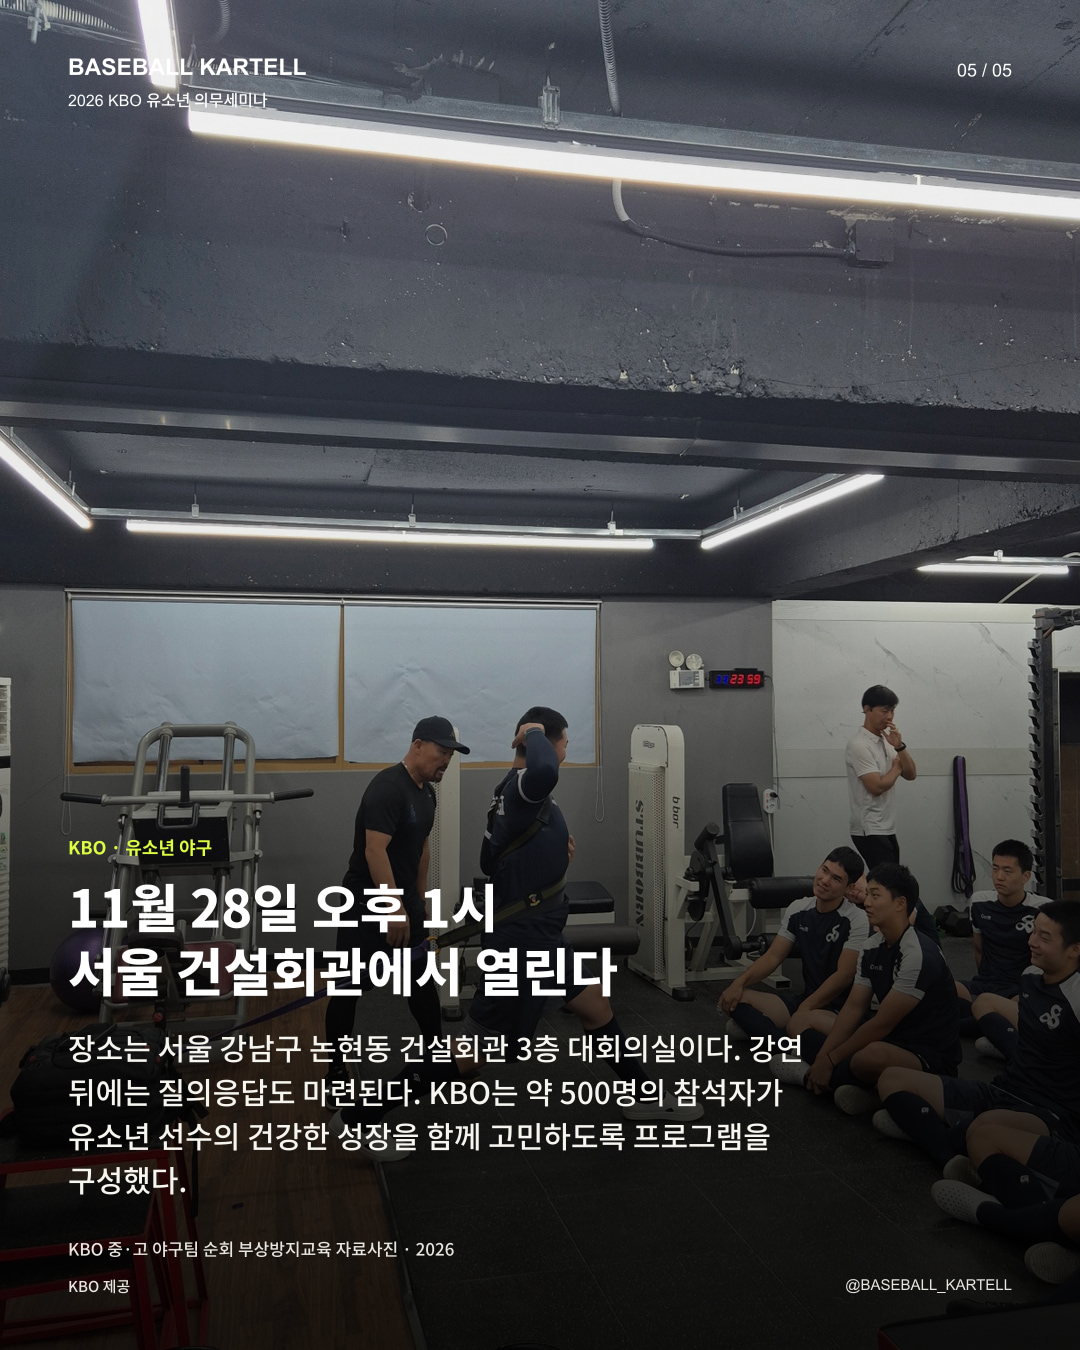 BASEBALL KARTELL
05 / 05
2026 KBO 유소년 의무세미나
23 59
STUBBORN
b bor
KBO · 유소년 야구
11월 28일 오후 1시
서울 건설회관에서 열린다
장소는 서울 강남구 논현동 건설회관 3층 대회의실이다. 강연
뒤에는 질의응답도 마련된다. KBO는 약 500명의 참석자가
유소년 선수의 건강한 성장을 함께 고민하도록 프로그램을
구성했다.
KBO 중·고 야구팀 순회 부상방지교육 자료사진 · 2026
KBO 제공
@BASEBALL_KARTELL